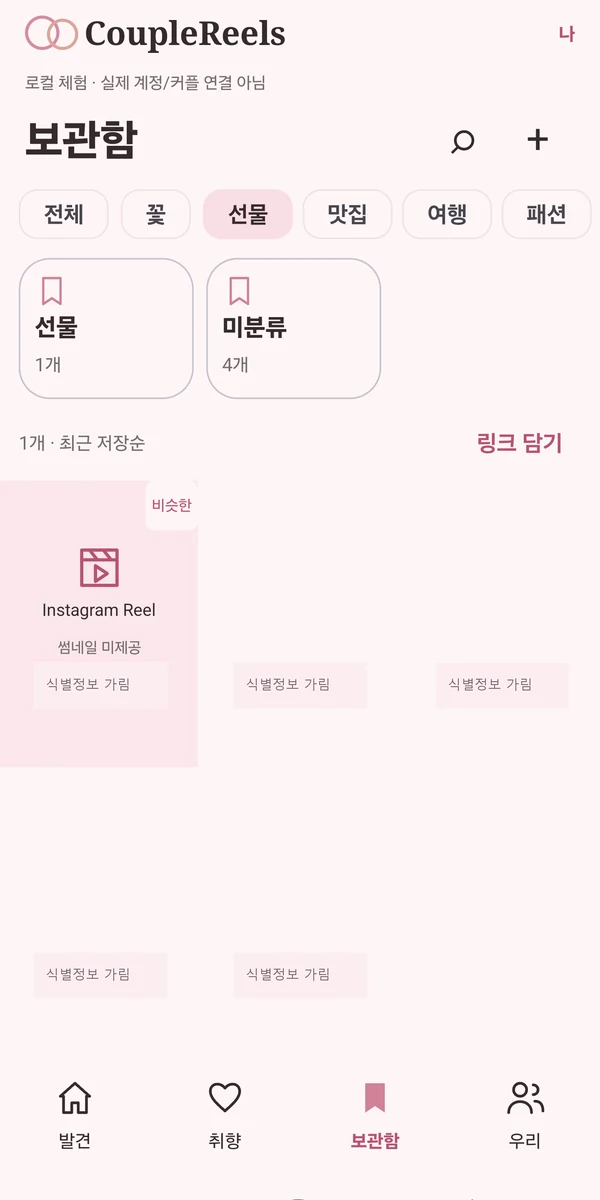 CoupleReels
나
로컬 체험 · 실제 계정/커플 연결 아님
보관함
전체 꽃 선물 맛집 여행 패션
선물 미분류
1개 4개
1개 · 최근 저장순 링크 담기
비슷한
Instagram Reel
썸네일 미제공
식별정보 가림 식별정보 가림 식별정보 가림
식별정보 가림 식별정보 가림
발견 취향 보관함 우리